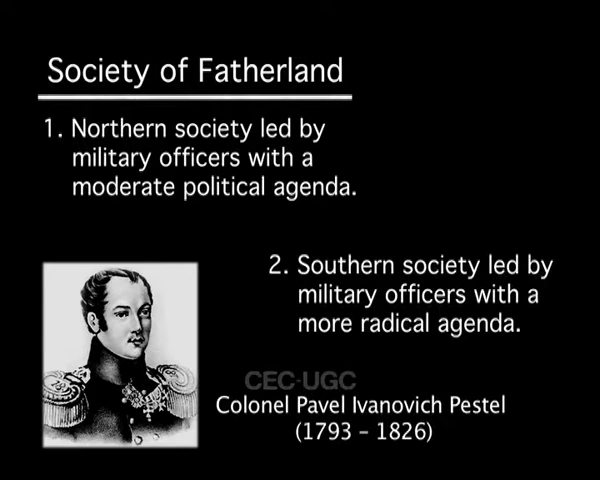 Society of Fatherland
1. Northern society led by
military officers with a
moderate political agenda.
2. Southern society led by
military officers with a
more radical agenda.
CEC-UGC
Colonel Pavel Ivanovich Pestel
(1793 – 1826)